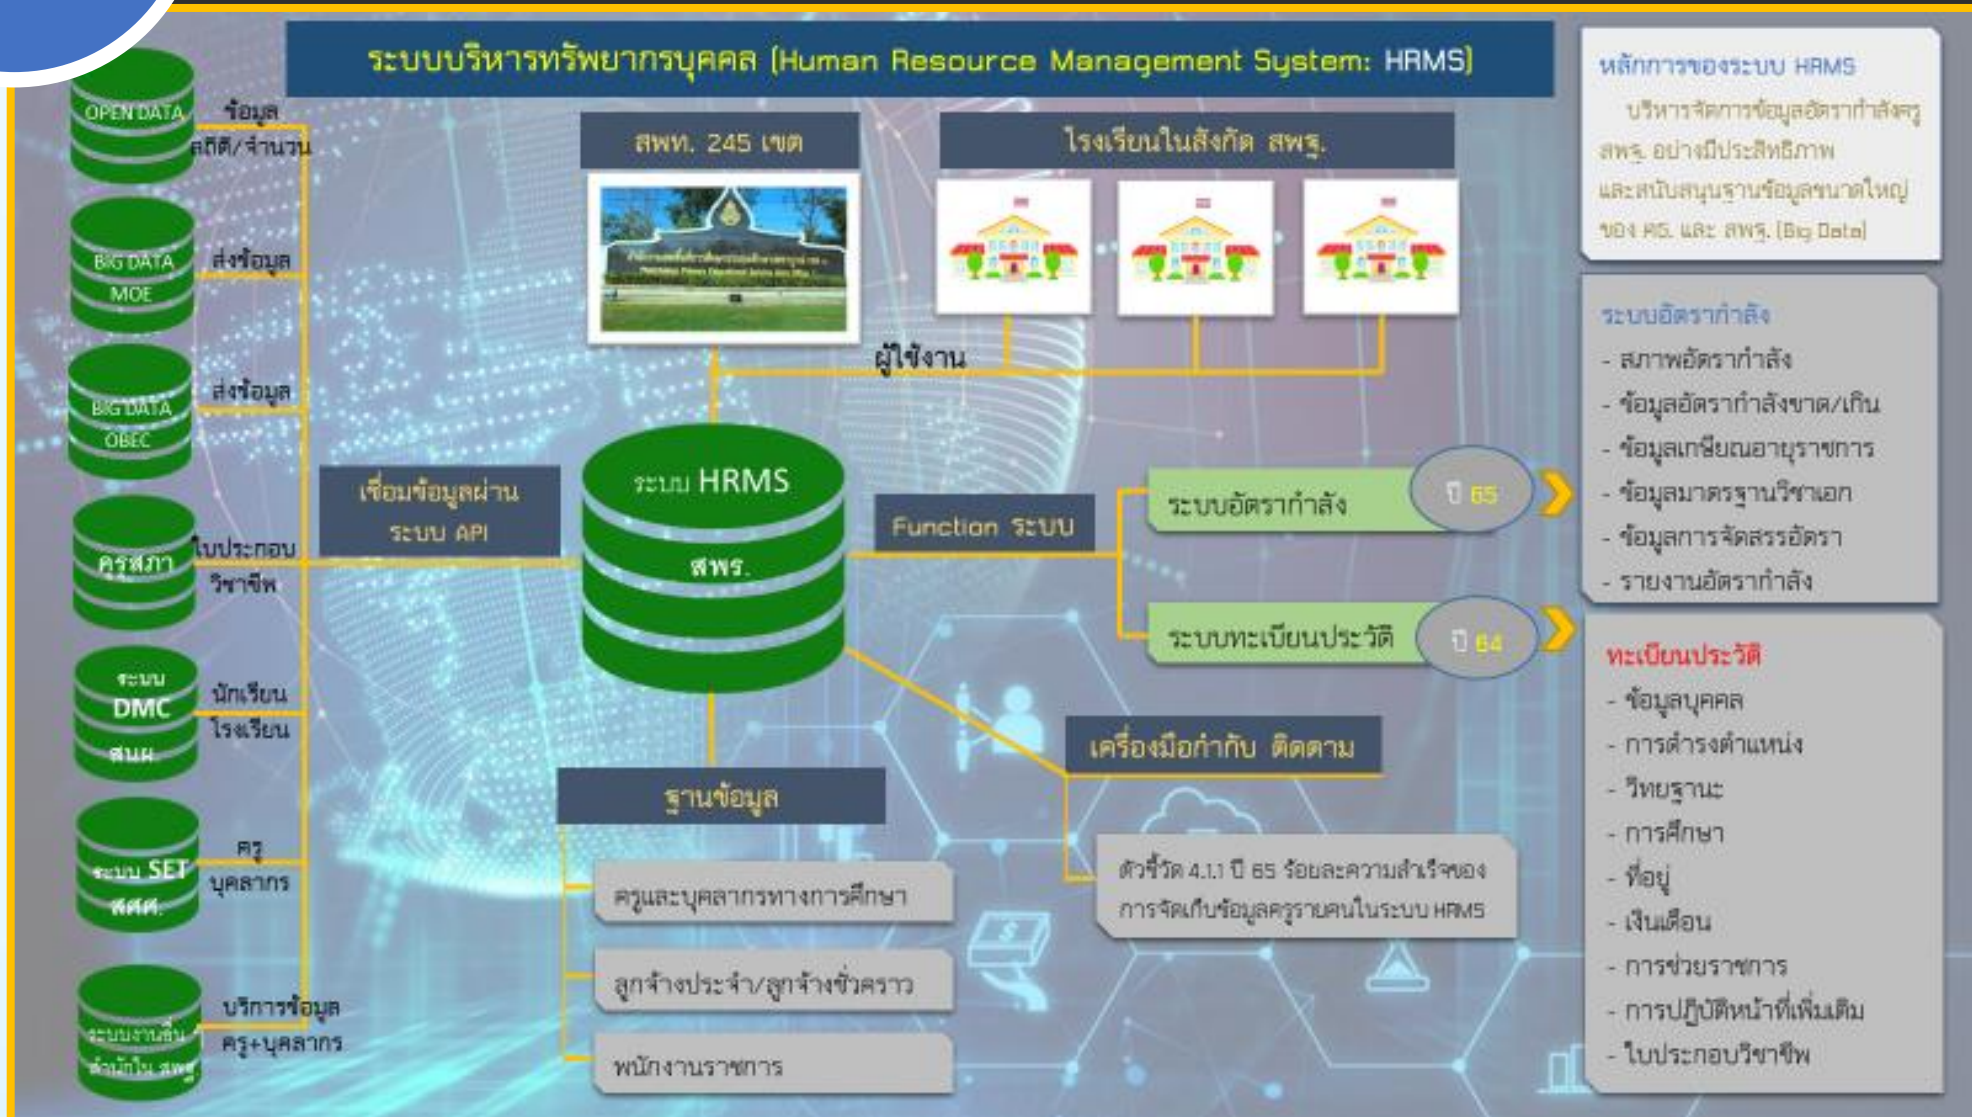 ระบบบริหารทรัพยากรบุคคล (Human Resource Management System: HRMS)
OPEN DATA
ข้อมูล
สถิติ/จำนวน
BIG DATA
MOE
ส่งข้อมูล
BIG DATA
OBEC
ส่งข้อมูล
คุรุสภา
ใบประกอบ
วิชาชีพ
ระบบ
DMC
สนผ.
นักเรียน
โรงเรียน
ระบบ SET
สศศ.
ครู
บุคลากร
ระบบงานอื่น ๆ
สำนักใน สพฐ.
บริการข้อมูล
ครู+บุคลากร
เชื่อมข้อมูลผ่าน
ระบบ API
สพท. 245 เขต
โรงเรียนในสังกัด สพฐ.
ผู้ใช้งาน
ระบบ HRMS
สพร.
Function ระบบ
ระบบอัตรากำลัง
ปี 65
ระบบทะเบียนประวัติ
ปี 64
เครื่องมือกำกับ ติดตาม
ตัวชี้วัด 4.1.1 ปี 65 ร้อยละความสำเร็จของ
การจัดเก็บข้อมูลครูรายคนในระบบ HRMS
ฐานข้อมูล
ครูและบุคลากรทางการศึกษา
ลูกจ้างประจำ/ลูกจ้างชั่วคราว
พนักงานราชการ
หลักการของระบบ HRMS
บริหารจัดการข้อมูลอัตรากำลังครู
สพฐ. อย่างมีประสิทธิภาพ
และสนับสนุนฐานข้อมูลขนาดใหญ่
ของ ศธ. และ สพฐ. (Big Data)
ระบบอัตรากำลัง
- สภาพอัตรากำลัง
- ข้อมูลอัตรากำลังขาด/เกิน
- ข้อมูลเกษียณอายุราชการ
- ข้อมูลมาตรฐานวิชาเอก
- ข้อมูลการจัดสรรอัตรา
- รายงานอัตรากำลัง
ทะเบียนประวัติ
- ข้อมูลบุคคล
- การดำรงตำแหน่ง
- วิทยฐานะ
- การศึกษา
- ที่อยู่
- เงินเดือน
- การช่วยราชการ
- การปฏิบัติหน้าที่เพิ่มเติม
- ใบประกอบวิชาชีพ